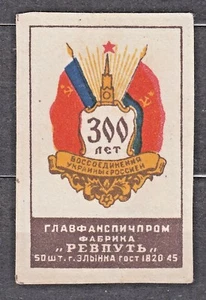 300
ЛЕТ
ВОССОЕДИНЕНИЯ
УКРАИНЫ С РОССИЕЙ
ГЛАВФАНСПИЧПРОМ
ФАБРИКА
„РЕВПУТЬ"
50 ШТ. Г. ЗЛЫНКА ГОСТ 1820-45